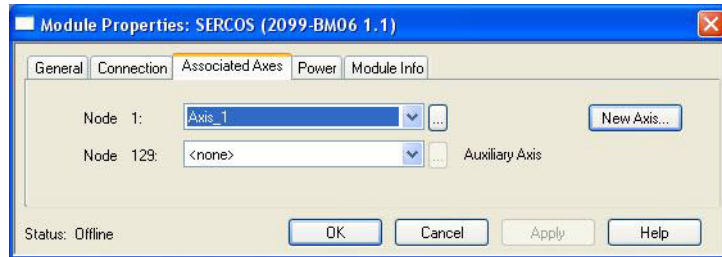 Module Properties: SERCOS (2099-BM06 1.1)
General Connection Associated Axes Power Module Info
Node 1: Axis_1 ... New Axis...
Node 129: <none> ... Auxiliary Axis
Status: Offline OK Cancel Apply Help